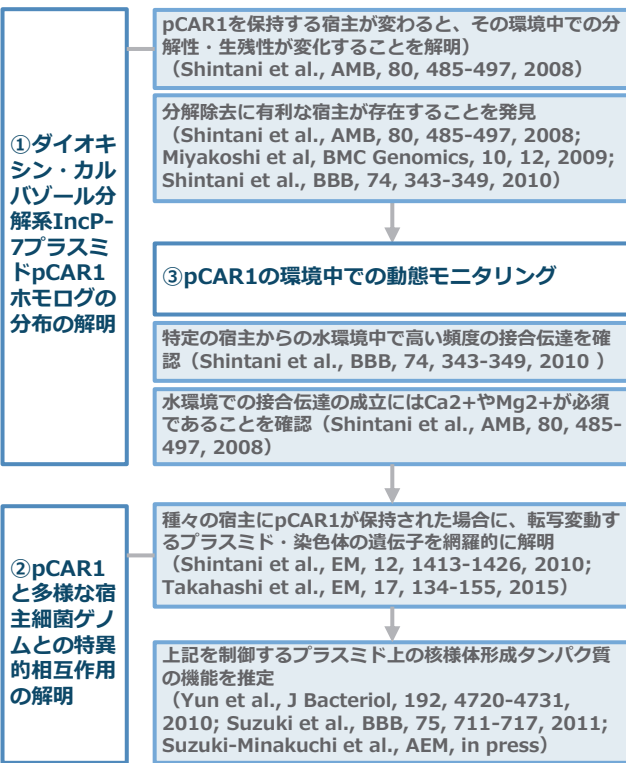 ①ダイオキ
シン・カル
バゾール分
解系IncP-
7プラスミ
ドpCAR1
ホモログの
分布の解明
pCAR1を保持する宿主が変わると、その環境中での分
解性・生残性が変化することを解明）
（Shintani et al., AMB, 80, 485-497, 2008）
分解除去に有利な宿主が存在することを発見
（Shintani et al., AMB, 80, 485-497, 2008;
Miyakoshi et al, BMC Genomics, 10, 12, 2009;
Shintani et al., BBB, 74, 343-349, 2010）
③pCAR1の環境中での動態モニタリング
特定の宿主からの水環境中で高い頻度の接合伝達を確
認（Shintani et al., BBB, 74, 343-349, 2010 ）
水環境での接合伝達の成立にはCa2+やMg2+が必須
であることを確認（Shintani et al., AMB, 80, 485-
497, 2008）
②pCAR1
と多様な宿
主細菌ゲノ
ムとの特異
的相互作用
の解明
種々の宿主にpCAR1が保持された場合に、転写変動す
るプラスミド・染色体の遺伝子を網羅的に解明
（Shintani et al., EM, 12, 1413-1426, 2010;
Takahashi et al., EM, 17, 134-155, 2015）
上記を制御するプラスミド上の核様体形成タンパク質
の機能を推定
（Yun et al., J Bacteriol, 192, 4720-4731,
2010; Suzuki et al., BBB, 75, 711-717, 2011;
Suzuki-Minakuchi et al., AEM, in press）